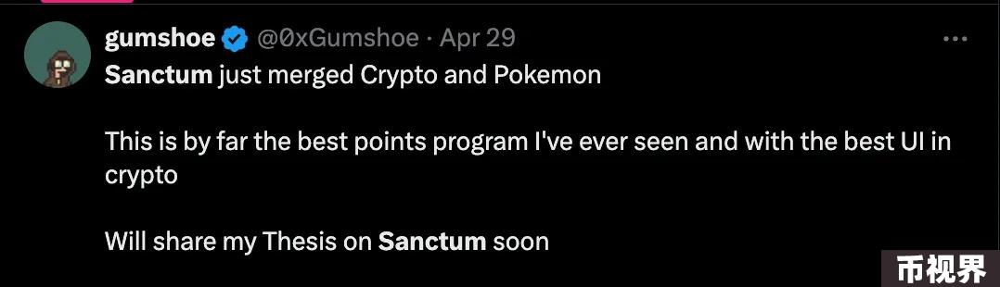 gumshoe @0xGumshoe · Apr 29
Sanctum just merged Crypto and Pokemon
This is by far the best points program I've ever seen and with the best UI in
crypto
Will share my Thesis on Sanctum soon
币视界